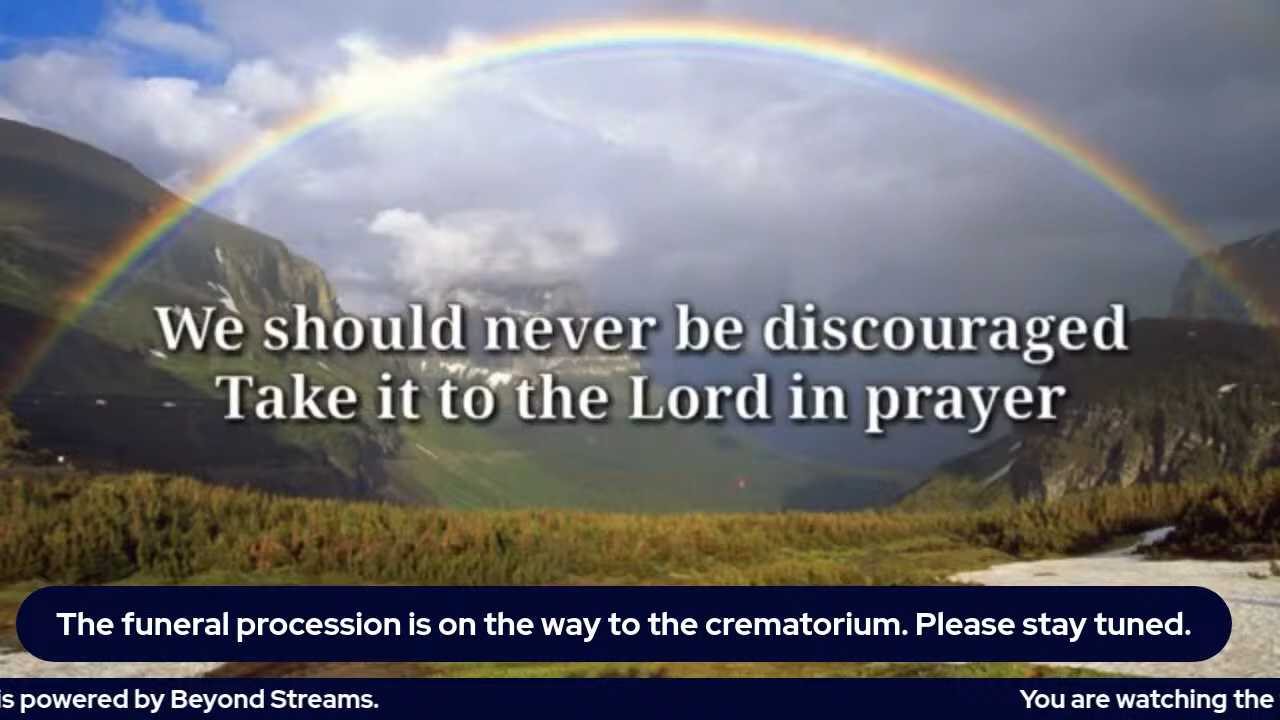 We should never be discouraged
Take it to the Lord in prayer
The funeral procession is on the way to the crematorium. Please stay tuned.
is powered by Beyond Streams.
You are watching the